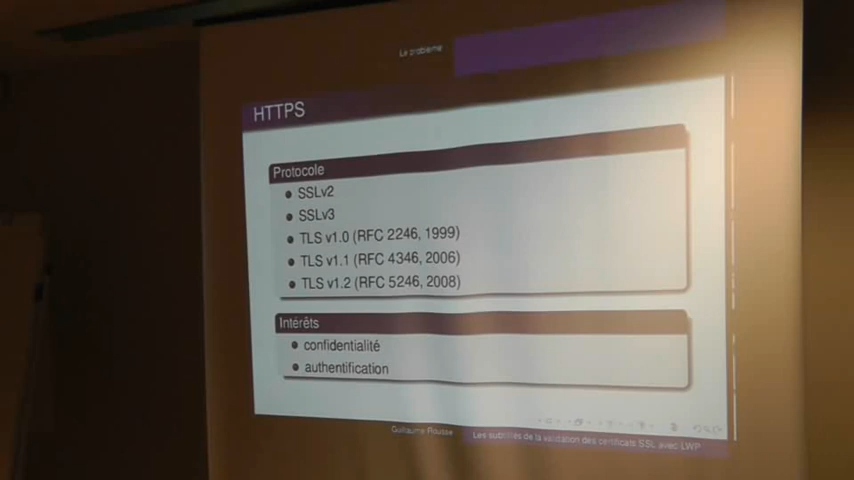 Le problème
HTTPS
Protocole
SSLv2
SSLv3
TLS v1.0 (RFC 2246, 1999)
TLS v1.1 (RFC 4346, 2006)
TLS v1.2 (RFC 5246, 2008)
Intérêts
confidentialité
authentification
Guillaume Rousse
Les subtilités de la validation des certificats SSL avec LWP